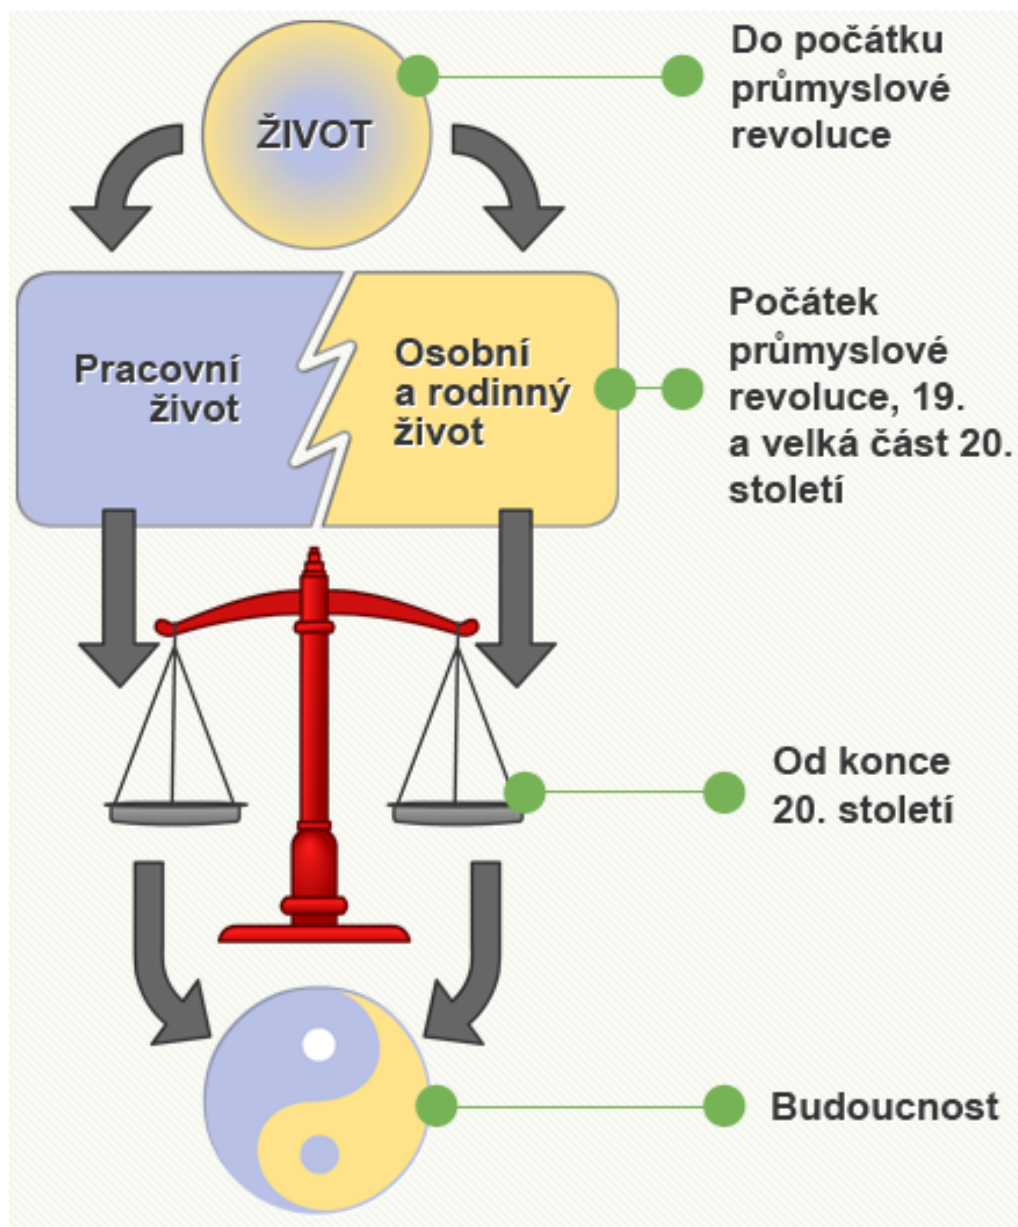 ŽIVOT
Do počátku
průmyslové
revoluce
Pracovní
život
Osobní
a rodinný
život
Počátek
průmyslové
revoluce, 19.
a velká část 20.
století
Od konce
20. století
Budoucnost